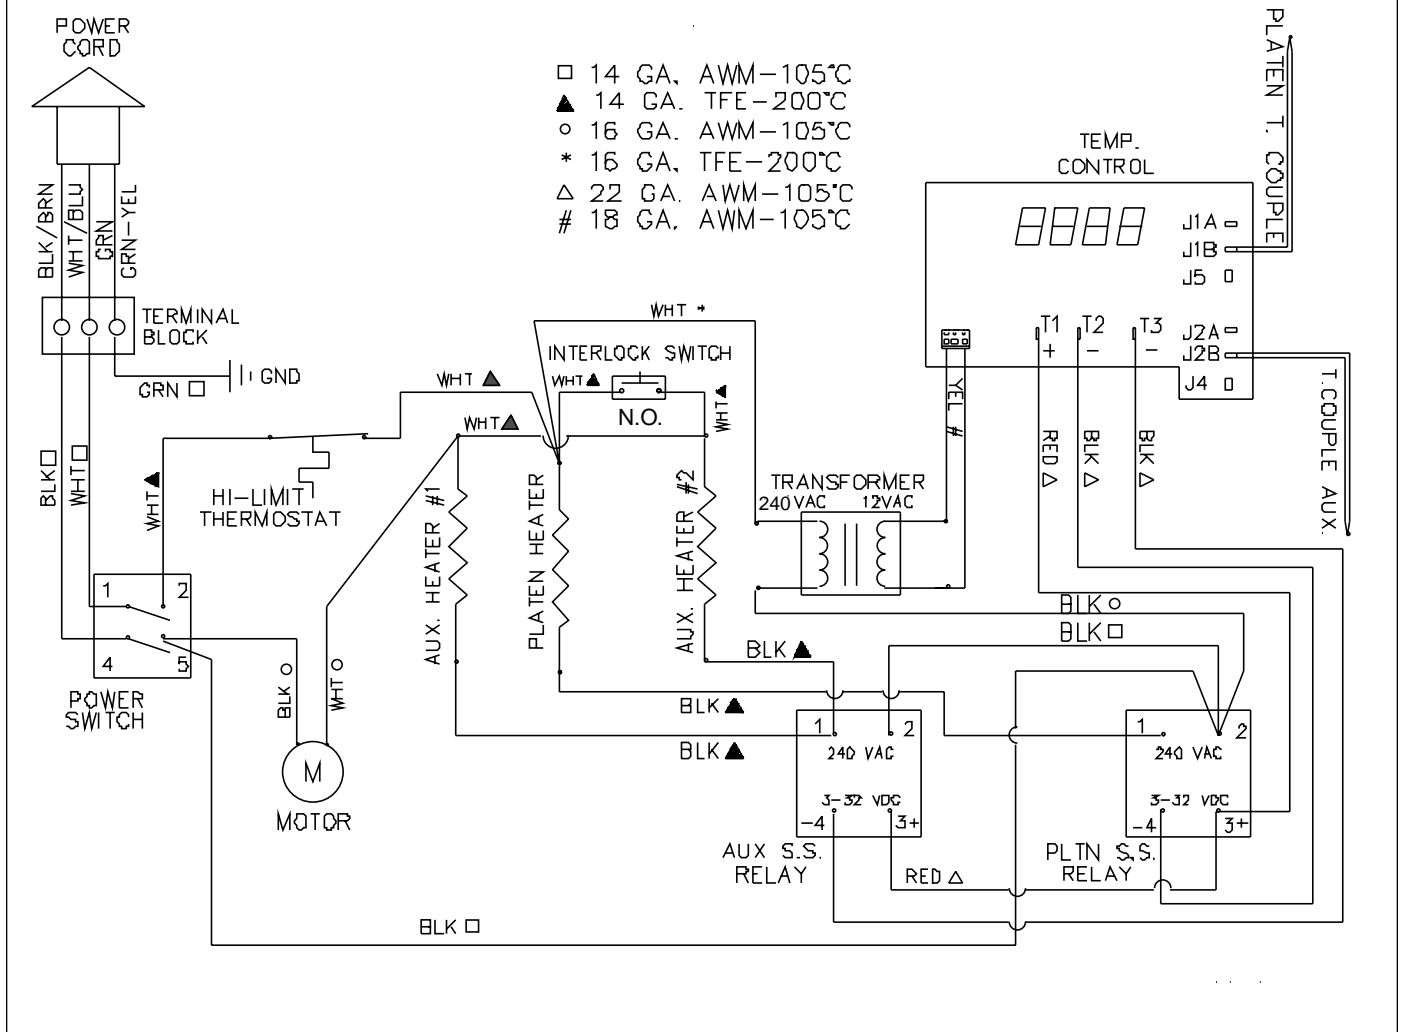 POWER
CORD
□ 14 GA. AWM-105°C
▲ 14 GA. TFE-200°C
○ 16 GA. AWM-105°C
* 16 GA. TFE-200°C
△ 22 GA. AWM-105°C
# 18 GA. AWM-105°C
PLATEN T. COUPLE
TEMP.
CONTROL
J1A
J1B
J5
J2A
J2B
J4
T1
+
T2
-
T3
-
BLK/BRN
WHT/BLU
GRN
GRN-YEL
TERMINAL
BLOCK
GRN □
GND
WHT *
INTERLOCK SWITCH
WHT ▲
WHT ▲
N.O.
WHT ▲
WHT ▲
YEL #
RED △
BLK △
BLK △
T.COUPLE AUX.
BLK □
WHT □
WHT ▲
HI-LIMIT
THERMOSTAT
AUX. HEATER #1
PLATEN HEATER
AUX. HEATER #2
TRANSFORMER
240 VAC
12VAC
1
2
4
5
POWER
SWITCH
BLK ○
WHT ○
M
MOTOR
BLK ○
BLK □
BLK ▲
BLK ▲
BLK ▲
1
2
240 VAC
3-32 VDC
-4
3+
AUX S.S.
RELAY
1
2
240 VAC
3-32 VDC
-4
3+
PLTN S.S.
RELAY
RED △
BLK □